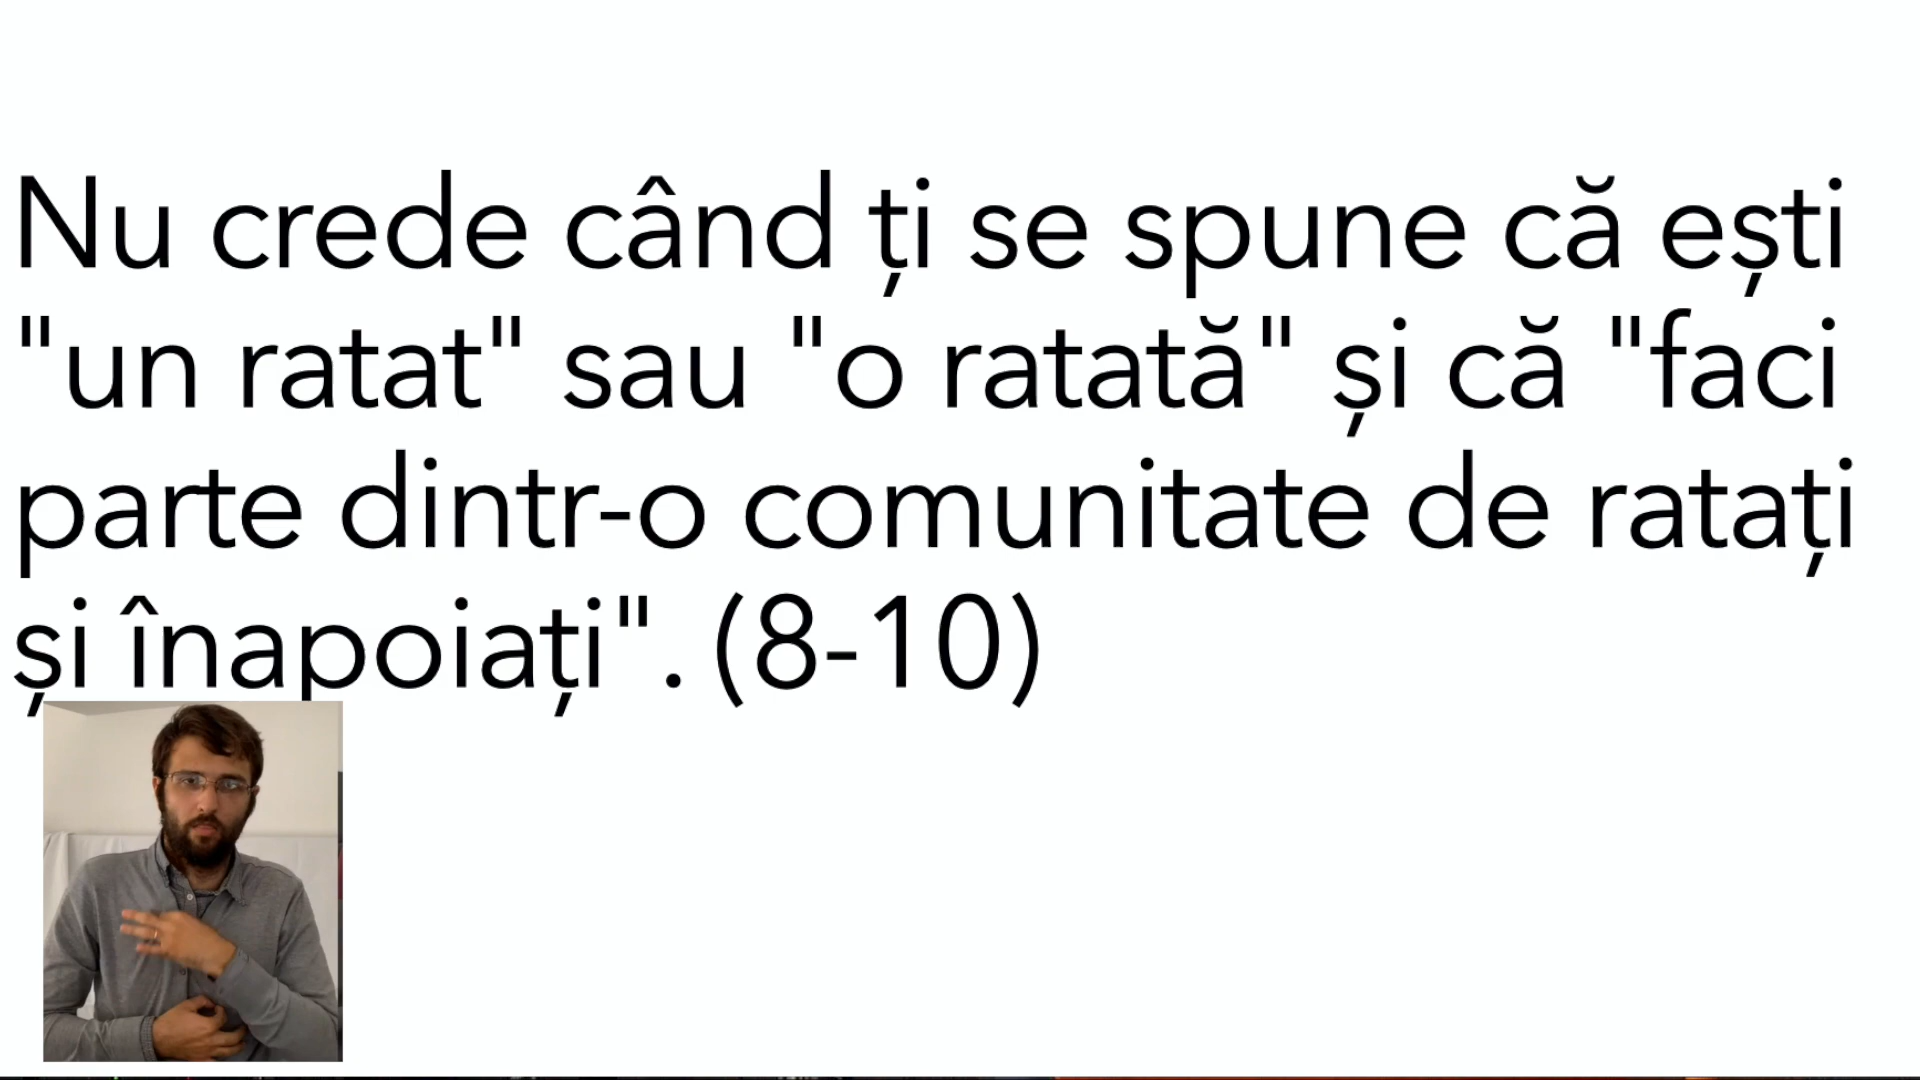 Nu crede când ți se spune că ești
"un ratat" sau "o ratată" și că "faci
parte dintr-o comunitate de ratați
și înapoiați". (8-10)